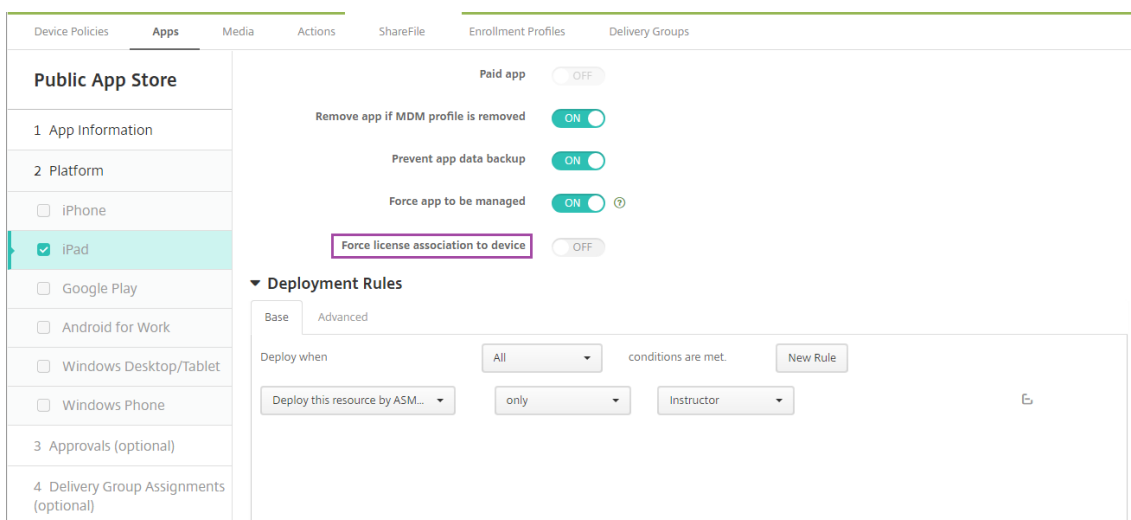 Device Policies Apps Media Actions ShareFile Enrollment Profiles Delivery Groups
Public App Store
1 App Information
2 Platform
iPhone
iPad
Google Play
Android for Work
Windows Desktop/Tablet
Windows Phone
3 Approvals (optional)
4 Delivery Group Assignments
(optional)
Paid app OFF
Remove app if MDM profile is removed ON
Prevent app data backup ON
Force app to be managed ON ?
Force license association to device OFF
Deployment Rules
Base Advanced
Deploy when All conditions are met. New Rule
Deploy this resource by ASM... only Instructor